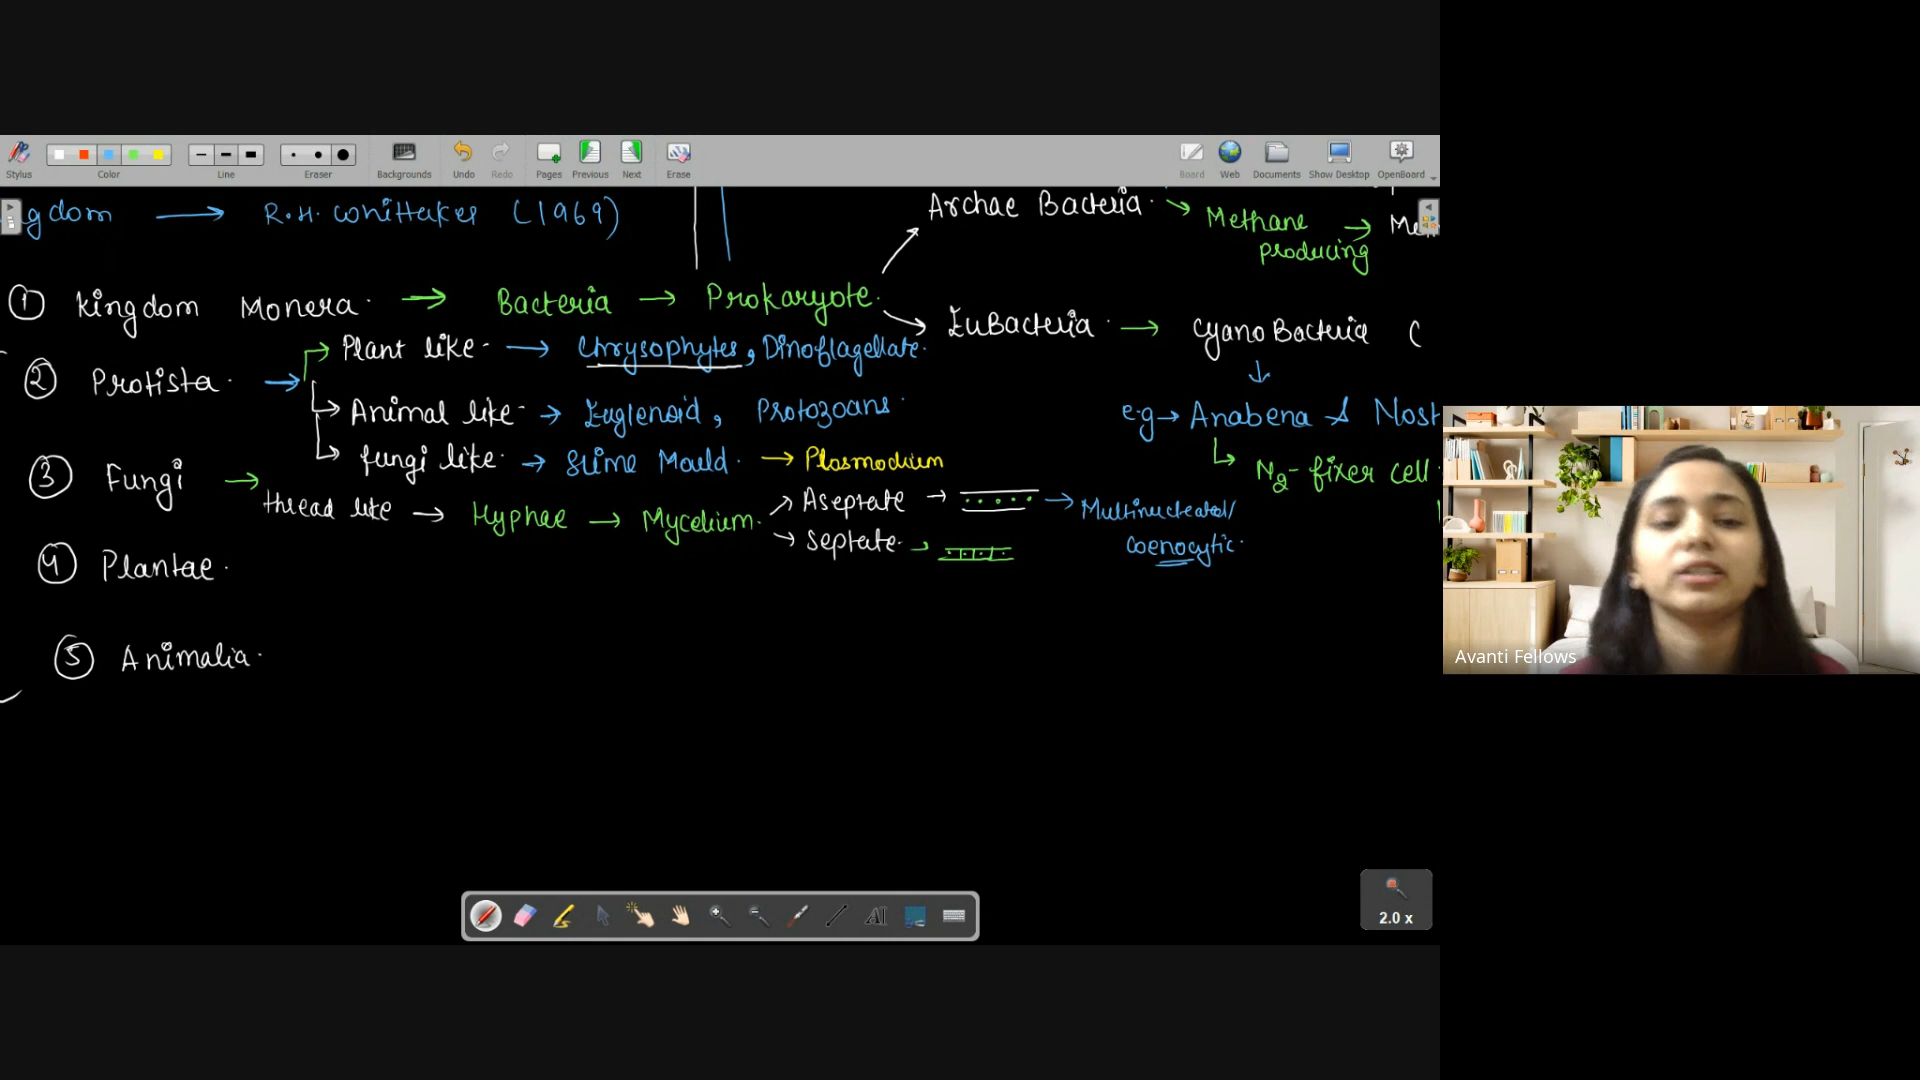 Stylus Color Line Eraser Backgrounds Undo Redo Pages Previous Next Erase Board Web Documents Show Desktop OpenBoard
gdom → R.H. Whittaker (1969)
Archae Bacteria. → Methane producing →
① Kingdom Monera. → Bacteria → Prokaryote.
EuBacteria. → Cyano Bacteria (
② Protista. →
Plant like. → Chrysophytes, Dinoflagellate.
Animal like. → Euglenoid, Protozoans.
fungi like. → Slime Mould. → Plasmodium
e.g → Anabena &
N2-fixer cell
③ Fungi → thread like → Hyphae → Mycelium.
Aseptate → → Multinucleated/ Coenocytic.
Septate. →
④ Plantae.
⑤ Animalia.
Avanti Fellows
2.0 x